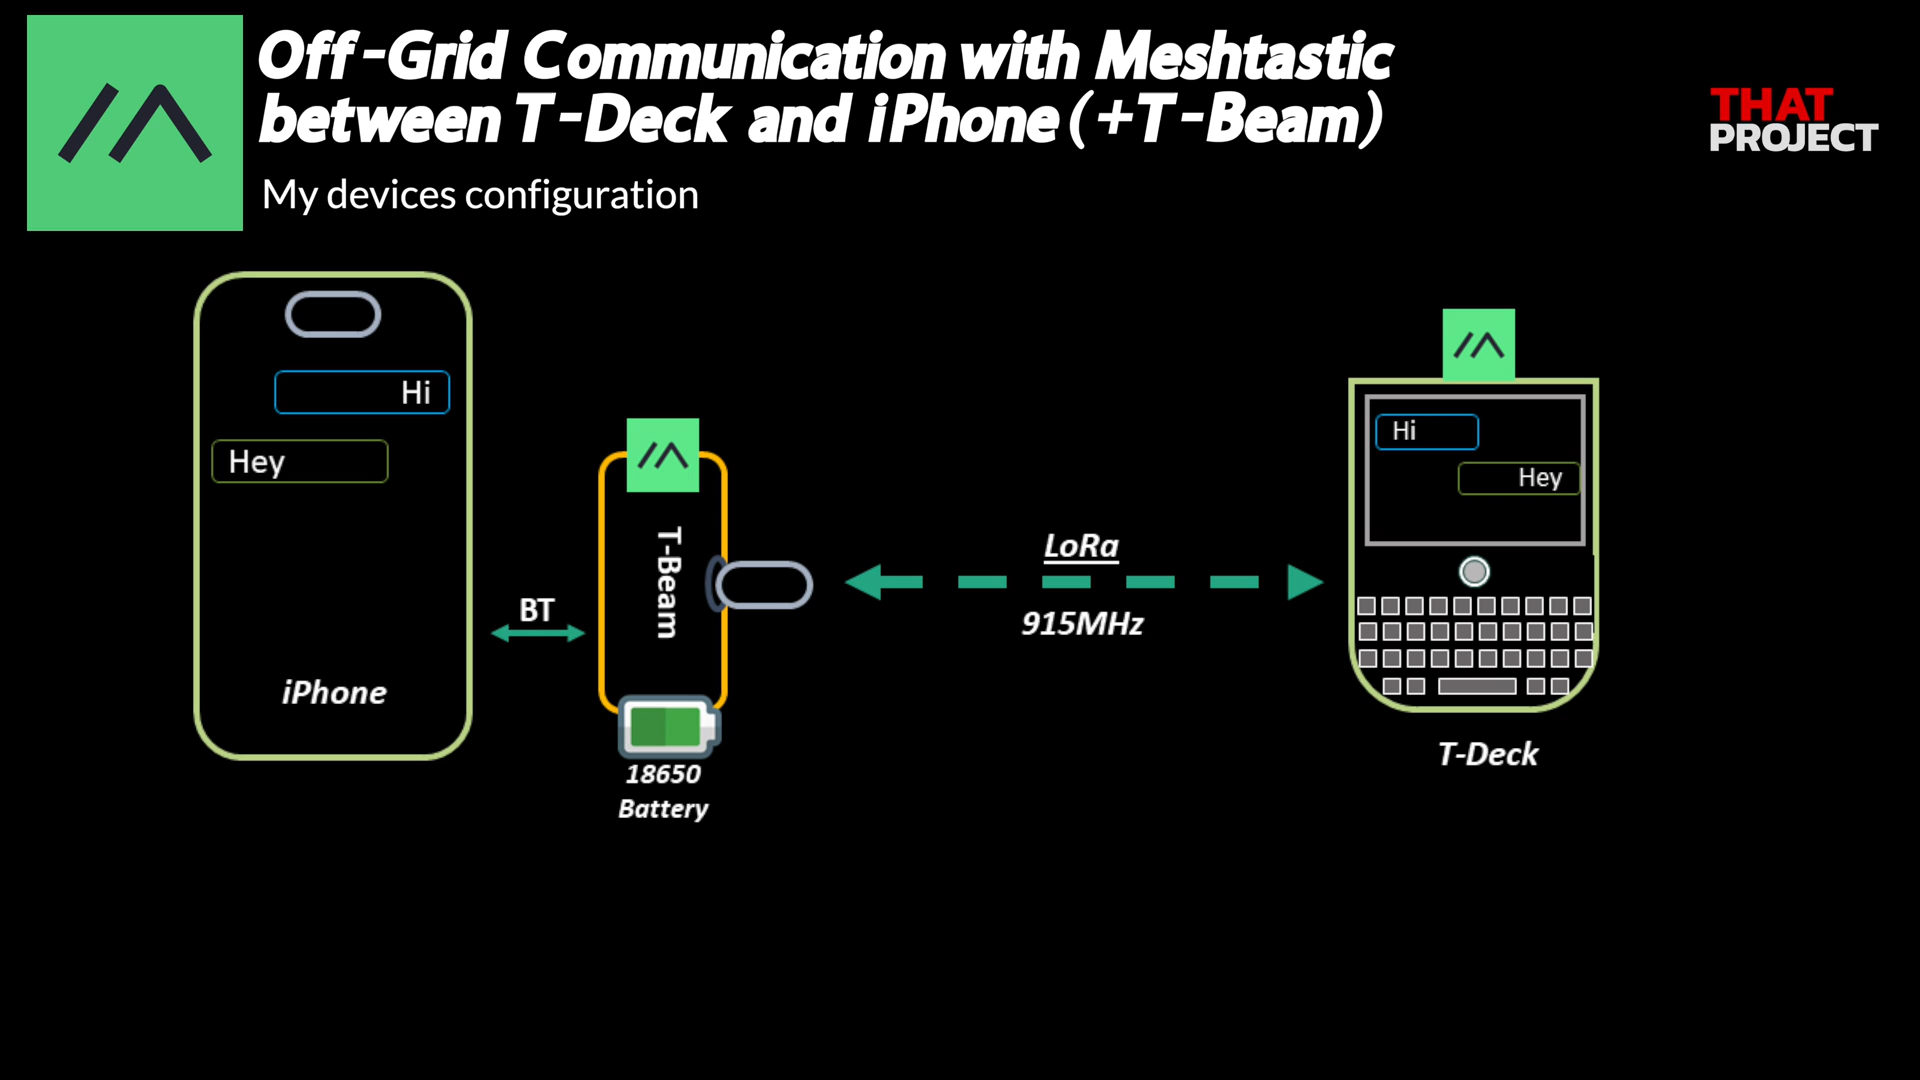 Off-Grid Communication with Meshtastic
between T-Deck and iPhone(+T-Beam)
My devices configuration
THAT
PROJECT
Hi
Hey
iPhone
BT
T-Beam
18650
Battery
LoRa
915MHz
Hi
Hey
T-Deck